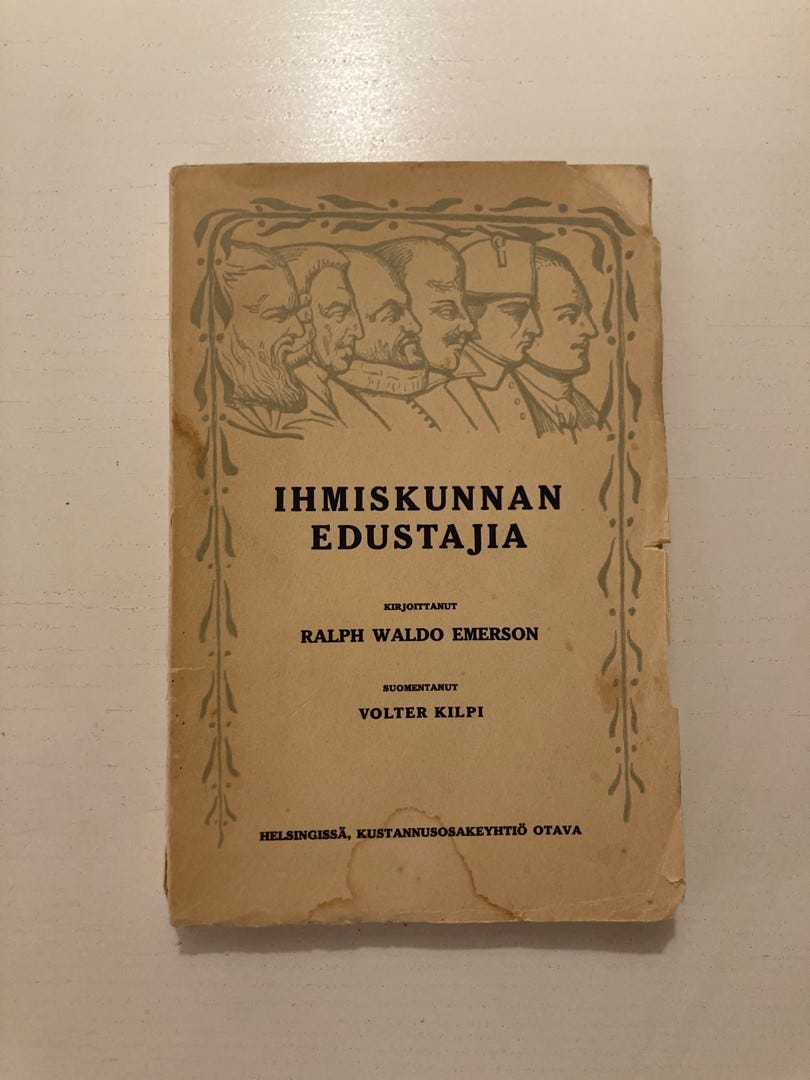 IHMISKUNNAN
EDUSTAJIA
KIRJOITTANUT
RALPH WALDO EMERSON
SUOMENTANUT
VOLTER KILPI
HELSINGISSÄ, KUSTANNUSOSAKEYHTIÖ OTAVA